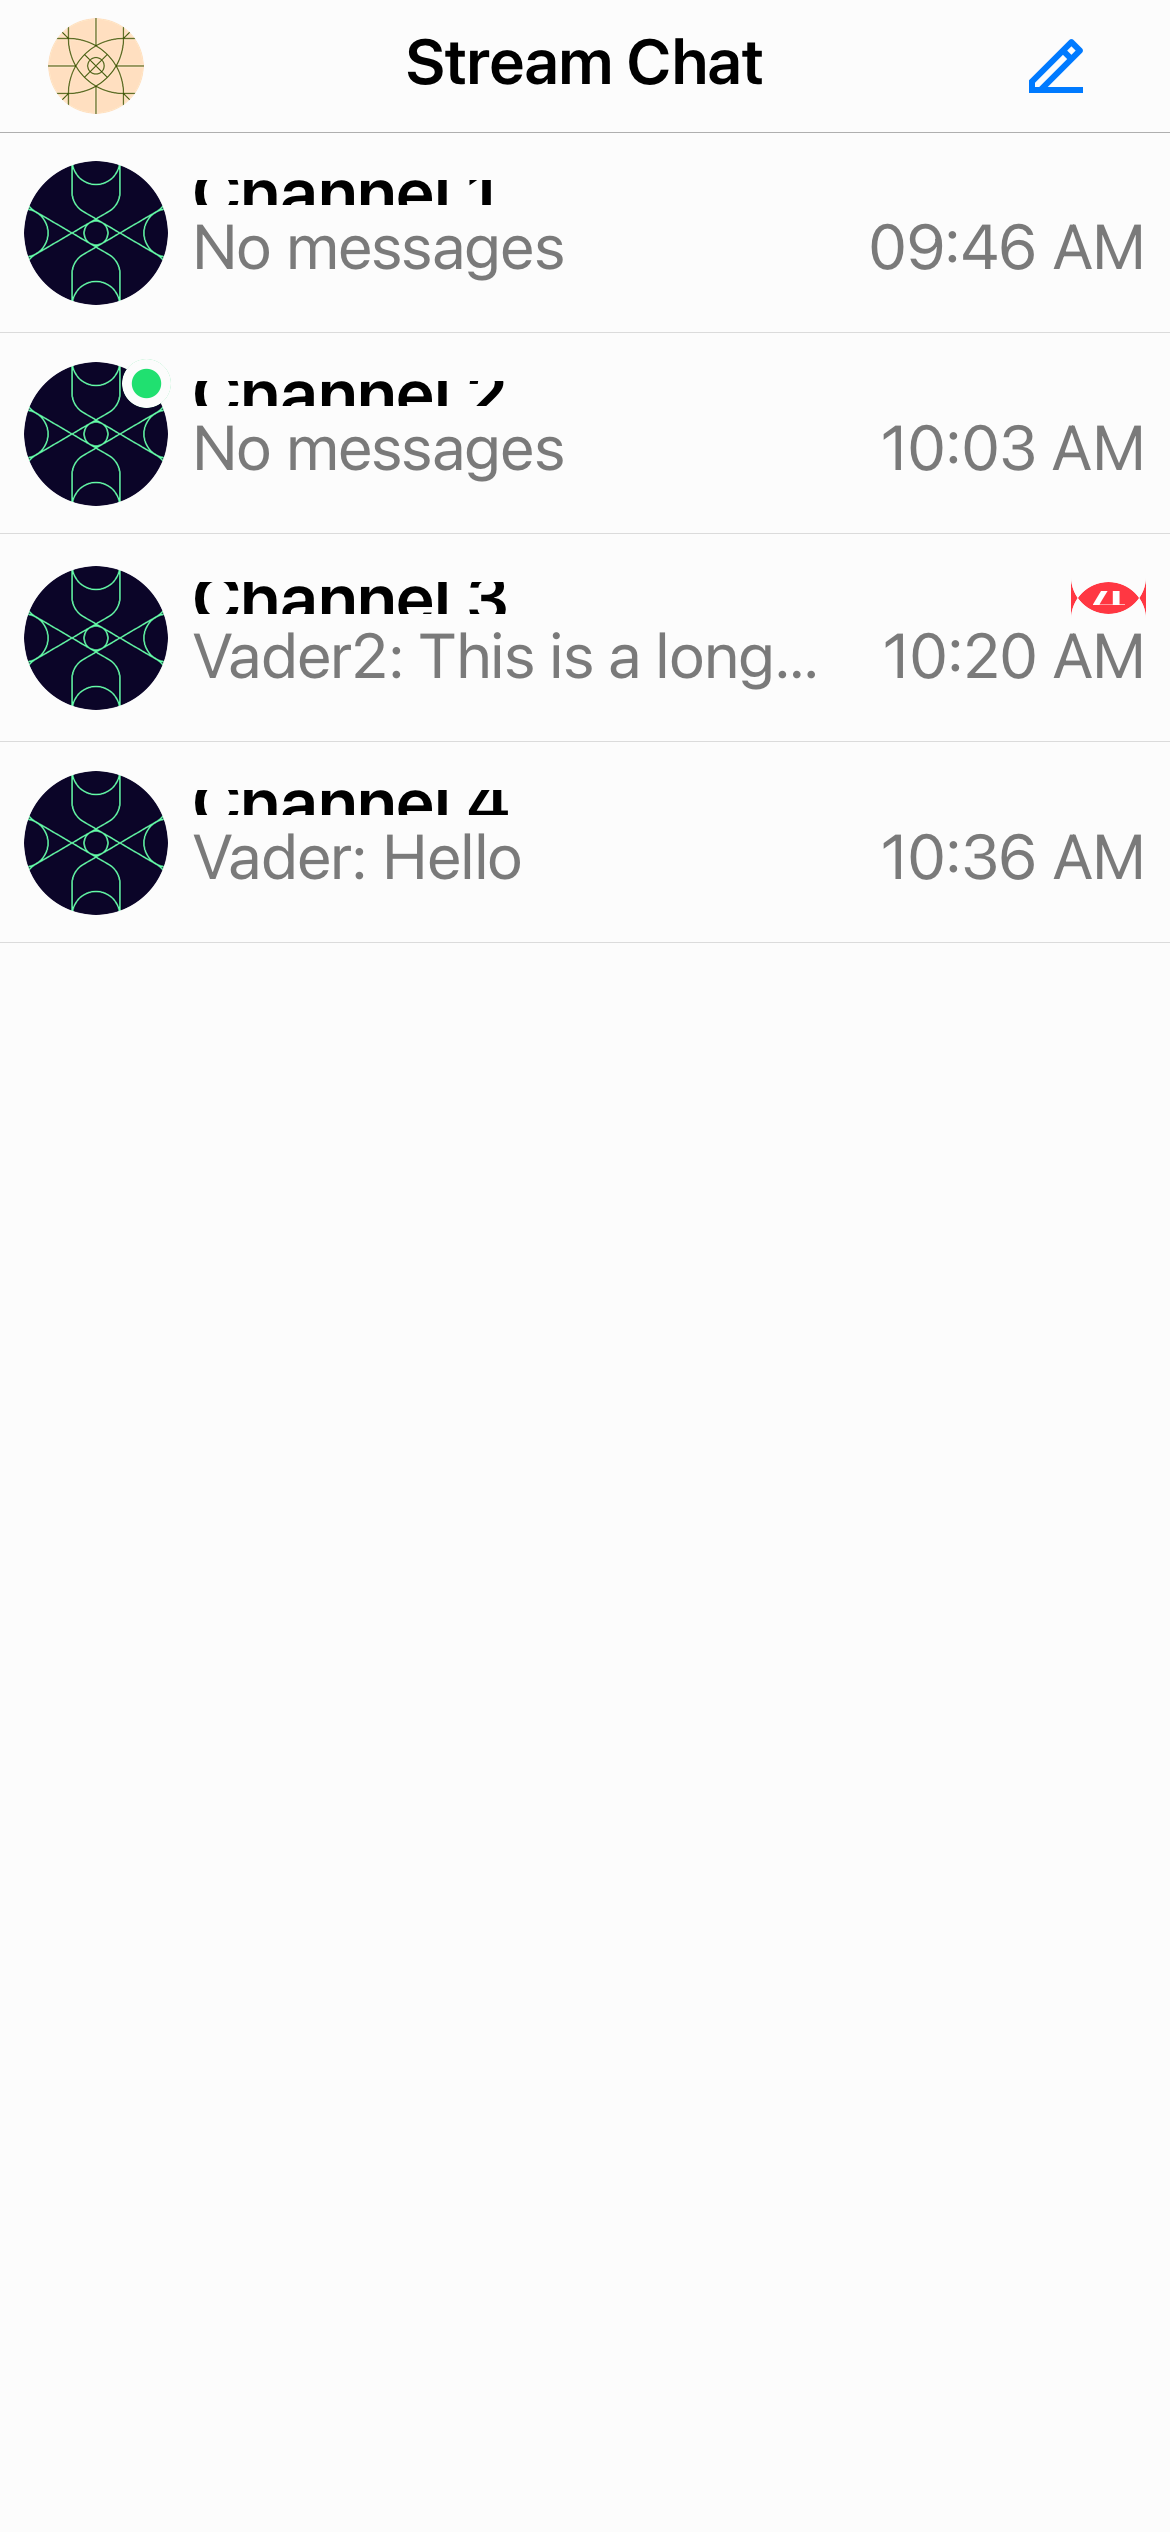 Stream Chat
Channel 1
No messages
09:46 AM
Channel 2
No messages
10:03 AM
Channel 3
Vader2: This is a long...
10:20 AM
Channel 4
Vader: Hello
10:36 AM